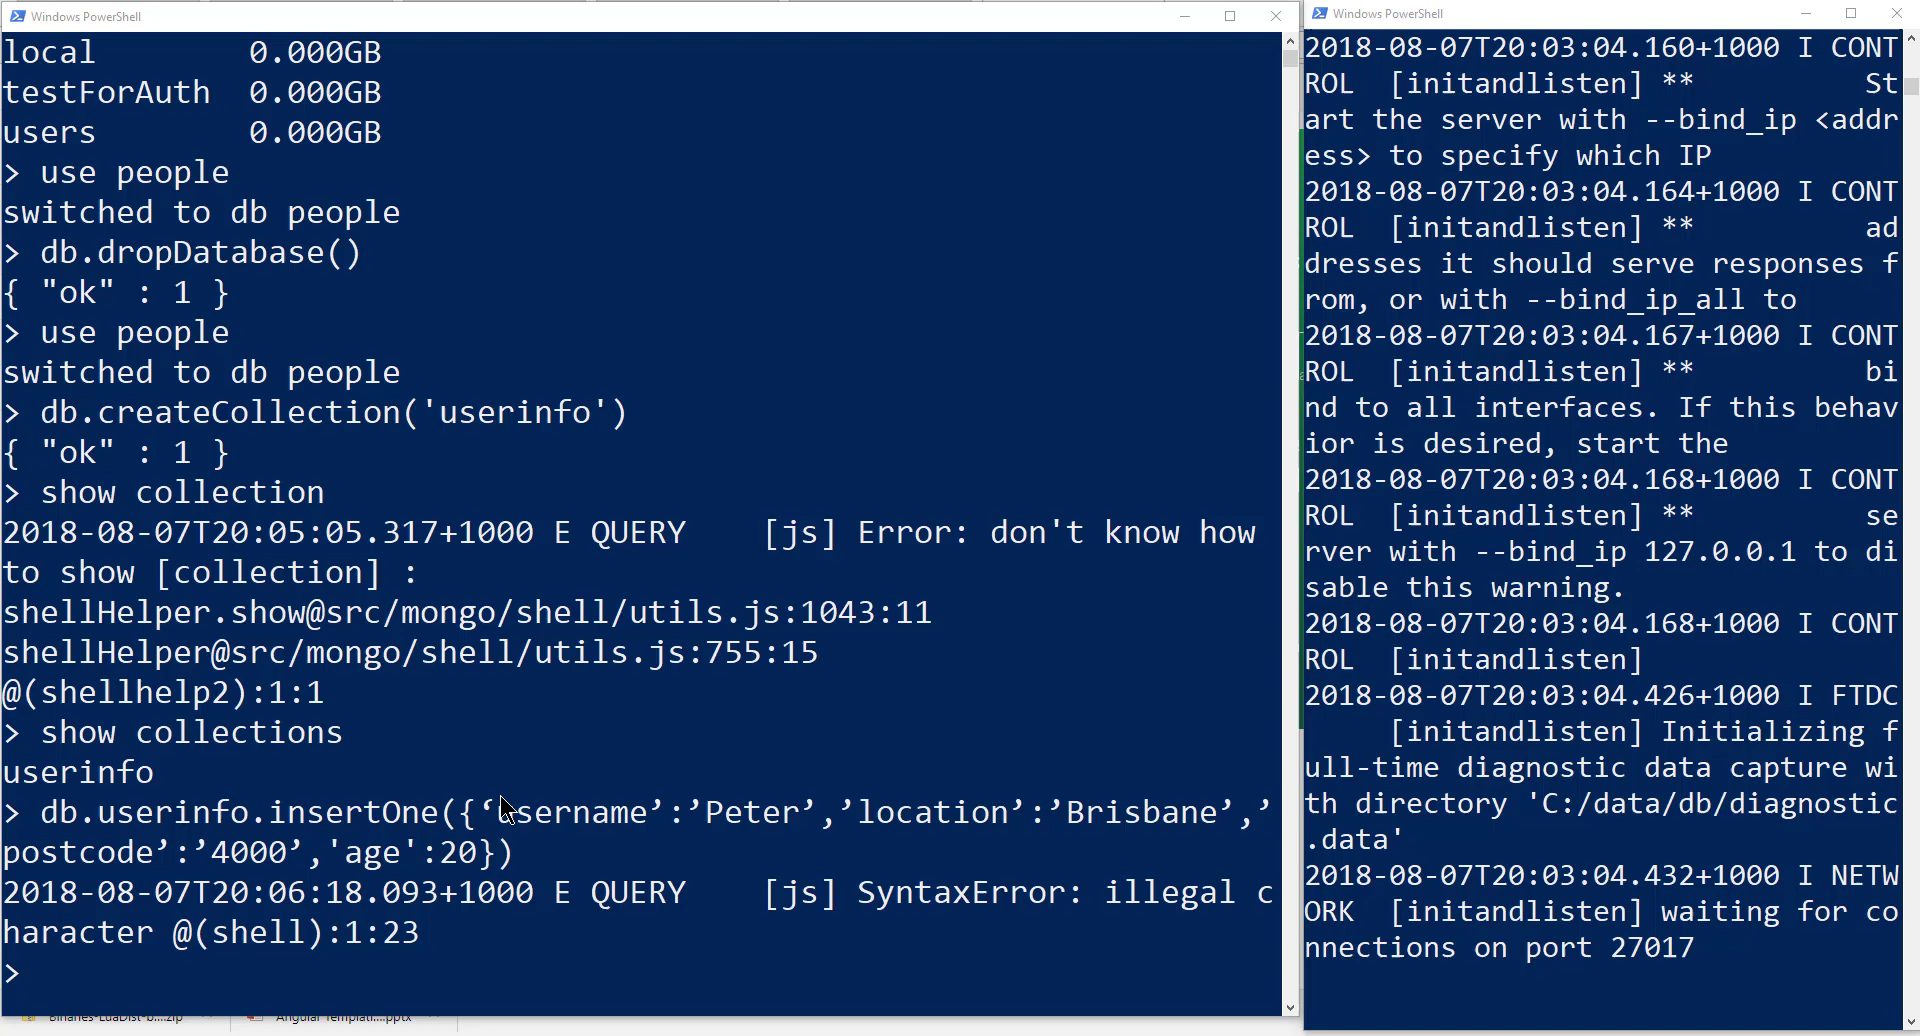 Windows PowerShell
local        0.000GB
testForAuth  0.000GB
users        0.000GB
> use people
switched to db people
> db.dropDatabase()
{ "ok" : 1 }
> use people
switched to db people
> db.createCollection('userinfo')
{ "ok" : 1 }
> show collection
2018-08-07T20:05:05.317+1000 E QUERY    [js] Error: don't know how
to show [collection] :
shellHelper.show@src/mongo/shell/utils.js:1043:11
shellHelper@src/mongo/shell/utils.js:755:15
@(shellhelp2):1:1
> show collections
userinfo
> db.userinfo.insertOne({‘username’:’Peter’,’location’:’Brisbane’,’
postcode’:’4000’,'age':20})
2018-08-07T20:06:18.093+1000 E QUERY    [js] SyntaxError: illegal c
haracter @(shell):1:23
>
Windows PowerShell
2018-08-07T20:03:04.160+1000 I CONT
ROL  [initandlisten] **          St
art the server with --bind_ip <addr
ess> to specify which IP
2018-08-07T20:03:04.164+1000 I CONT
ROL  [initandlisten] **          ad
dresses it should serve responses f
rom, or with --bind_ip_all to
2018-08-07T20:03:04.167+1000 I CONT
ROL  [initandlisten] **          bi
nd to all interfaces. If this behav
ior is desired, start the
2018-08-07T20:03:04.168+1000 I CONT
ROL  [initandlisten] **          se
rver with --bind_ip 127.0.0.1 to di
sable this warning.
2018-08-07T20:03:04.168+1000 I CONT
ROL  [initandlisten]
2018-08-07T20:03:04.426+1000 I FTDC
     [initandlisten] Initializing f
ull-time diagnostic data capture wi
th directory 'C:/data/db/diagnostic
.data'
2018-08-07T20:03:04.432+1000 I NETW
ORK  [initandlisten] waiting for co
nnections on port 27017